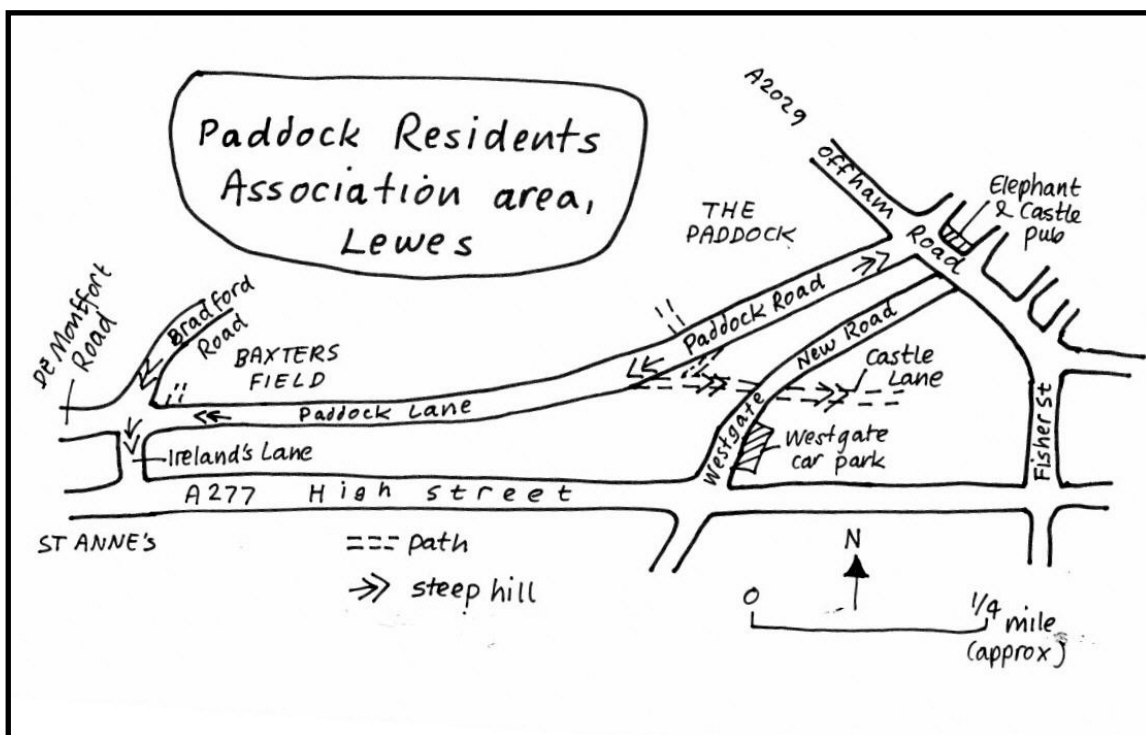 Paddock Residents
Association area,
Lewes
A2029
Offham
Road
Elephant
& Castle
pub
THE
PADDOCK
De Montfort
Road
Bradford
Road
BAXTERS
FIELD
Paddock Road
New Road
Castle
Lane
Paddock Lane
Westgate
Westgate
car park
Fisher St
Ireland's Lane
A277 High street
ST ANNE'S
path
steep hill
N
0
1/4 mile
(approx)